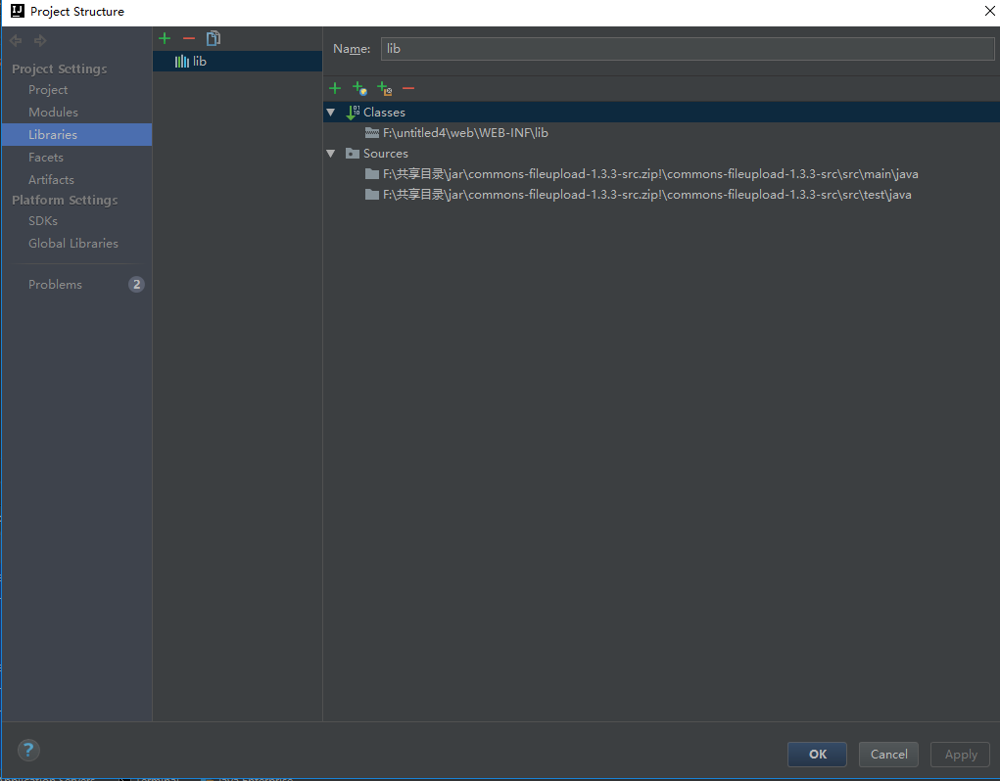 Project Structure
Project Settings
Project
Modules
Libraries
Facets
Artifacts
Platform Settings
SDKs
Global Libraries
Problems 2
lib
Name: lib
Classes
F:\untitled4\web\WEB-INF\lib
Sources
F:\共享目录\jar\commons-fileupload-1.3.3-src.zip!\commons-fileupload-1.3.3-src\src\main\java
F:\共享目录\jar\commons-fileupload-1.3.3-src.zip!\commons-fileupload-1.3.3-src\src\test\java
?
OK Cancel Apply